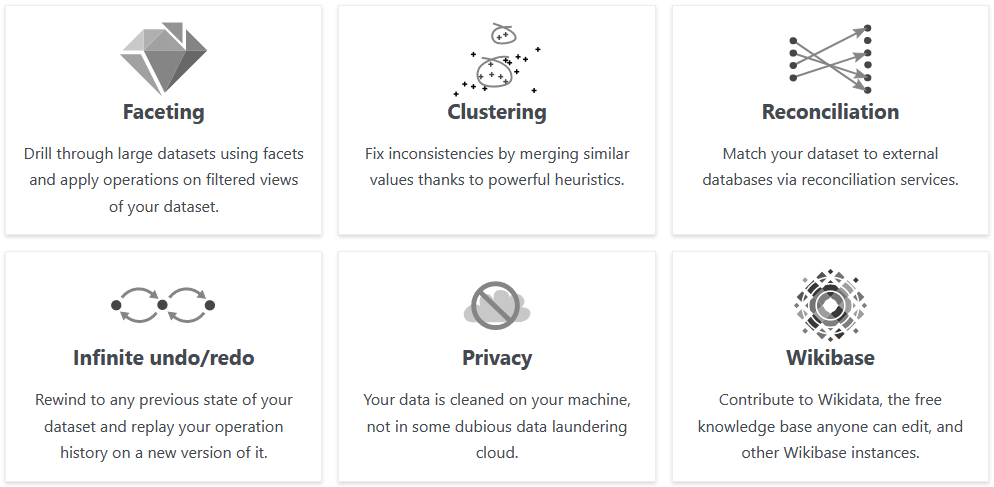 Faceting
Drill through large datasets using facets
and apply operations on filtered views
of your dataset.
Clustering
Fix inconsistencies by merging similar
values thanks to powerful heuristics.
Reconciliation
Match your dataset to external
databases via reconciliation services.
Infinite undo/redo
Rewind to any previous state of your
dataset and replay your operation
history on a new version of it.
Privacy
Your data is cleaned on your machine,
not in some dubious data laundering
cloud.
Wikibase
Contribute to Wikidata, the free
knowledge base anyone can edit, and
other Wikibase instances.